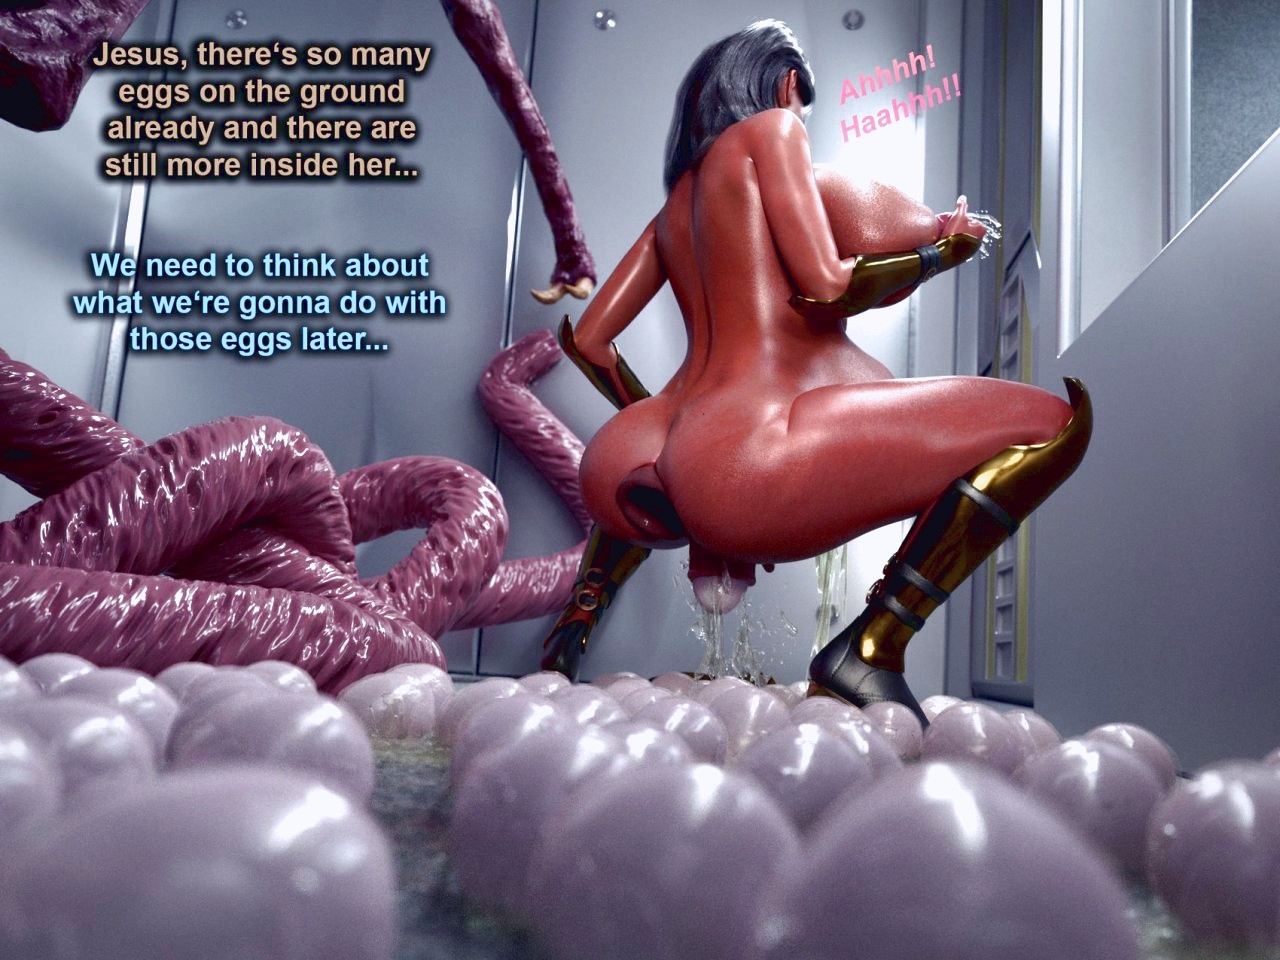 Jesus, there‘s so many
eggs on the ground
already and there are
still more inside her...
We need to think about
what we‘re gonna do with
those eggs later...
Ahhhh!
Haahhh!!